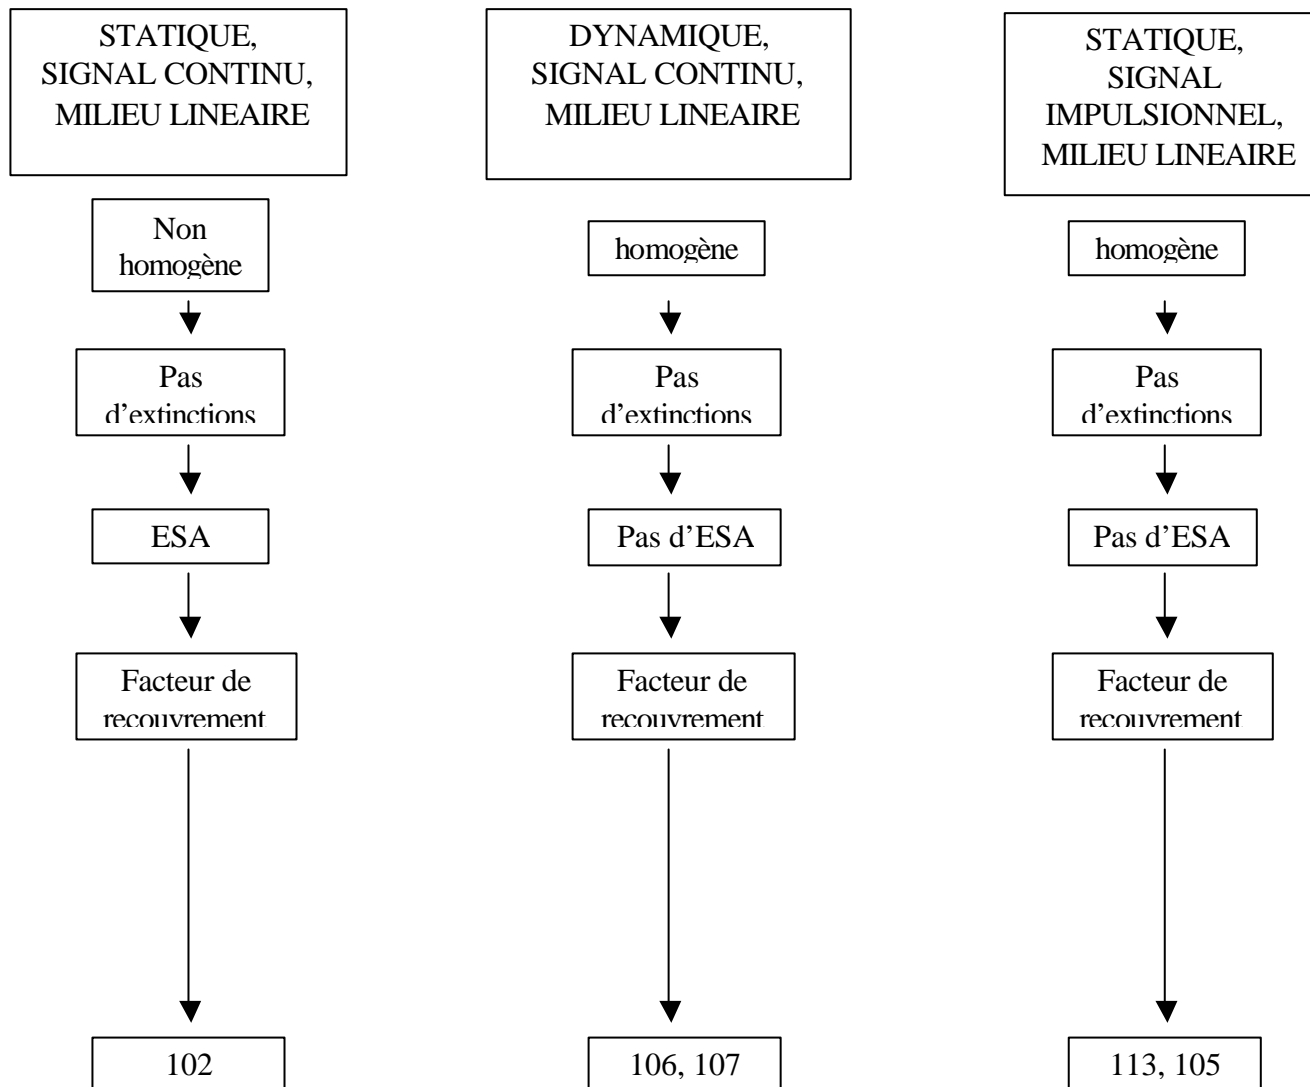 STATIQUE,
SIGNAL CONTINU,
MILIEU LINEAIRE
Non
homogène
Pas
d’extinctions
ESA
Facteur de
recouvrement
102
DYNAMIQUE,
SIGNAL CONTINU,
MILIEU LINEAIRE
homogène
Pas
d’extinctions
Pas d’ESA
Facteur de
recouvrement
106, 107
STATIQUE,
SIGNAL
IMPULSIONNEL,
MILIEU LINEAIRE
homogène
Pas
d’extinctions
Pas d’ESA
Facteur de
recouvrement
113, 105